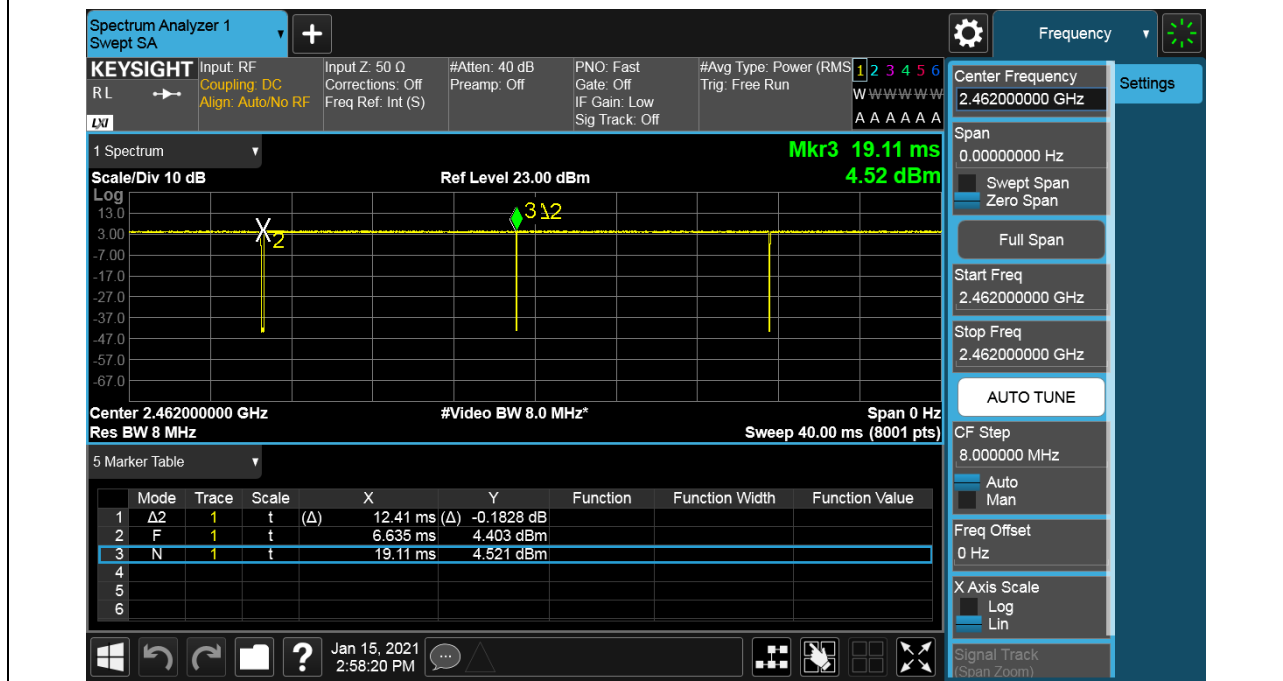 Spectrum Analyzer 1
Swept SA
Frequency
KEYSIGHT
RL
LXI
Input: RF
Coupling: DC
Align: Auto/No RF
Input Z: 50 Ω
Corrections: Off
Freq Ref: Int (S)
#Atten: 40 dB
Preamp: Off
PNO: Fast
Gate: Off
IF Gain: Low
Sig Track: Off
#Avg Type: Power (RMS
Trig: Free Run
1 2 3 4 5 6
W W W W W W
A A A A A A
1 Spectrum
Mkr3 19.11 ms
4.52 dBm
Scale/Div 10 dB
Ref Level 23.00 dBm
Log
13.0
3.00
-7.00
-17.0
-27.0
-37.0
-47.0
-57.0
-67.0
X2
3Δ2
Center 2.462000000 GHz
#Video BW 8.0 MHz*
Span 0 Hz
Res BW 8 MHz
Sweep 40.00 ms (8001 pts)
5 Marker Table
Mode Trace Scale X Y Function Function Width Function Value
1 Δ2 1 t (Δ) 12.41 ms (Δ) -0.1828 dB
2 F 1 t 6.635 ms 4.403 dBm
3 N 1 t 19.11 ms 4.521 dBm
4
5
6
Jan 15, 2021
2:58:20 PM
Center Frequency
2.462000000 GHz
Settings
Span
0.00000000 Hz
Swept Span
Zero Span
Full Span
Start Freq
2.462000000 GHz
Stop Freq
2.462000000 GHz
AUTO TUNE
CF Step
8.000000 MHz
Auto
Man
Freq Offset
0 Hz
X Axis Scale
Log
Lin
Signal Track
(Span Zoom)